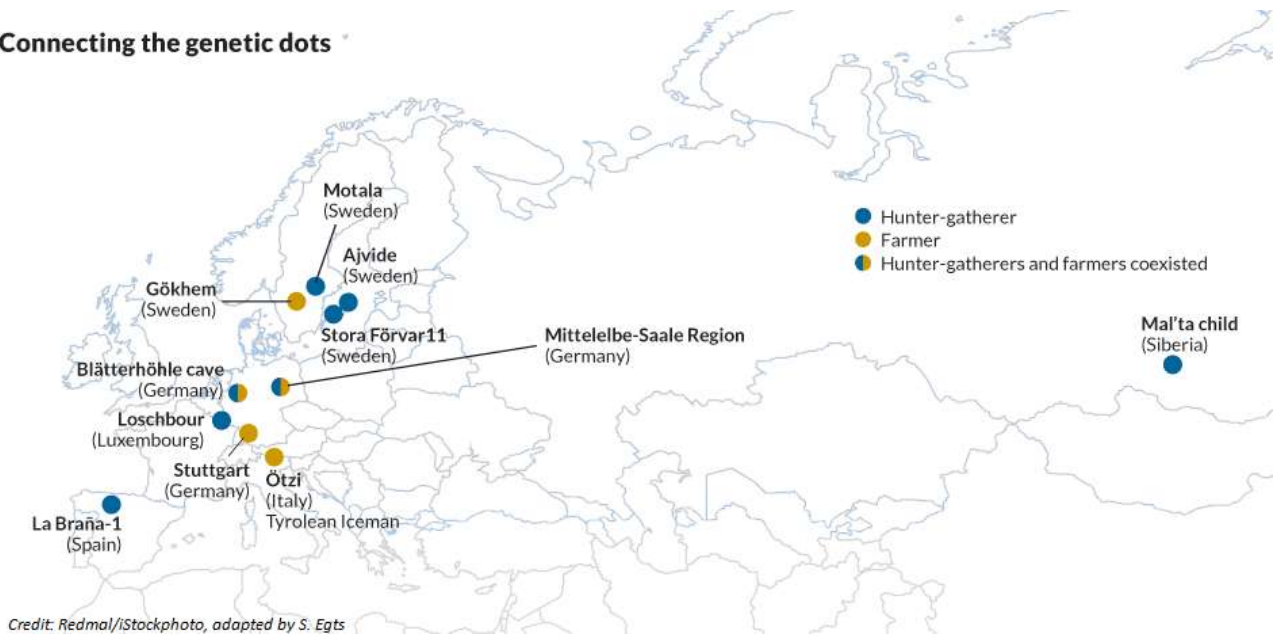 Connecting the genetic dots
Motala
(Sweden)
Ajvide
(Sweden)
Gökhem
(Sweden)
Stora Förvar11
(Sweden)
Mittelelbe-Saale Region
(Germany)
Blätterhöhle cave
(Germany)
Loschbour
(Luxembourg)
Stuttgart
(Germany)
Ötzi
(Italy)
Tyrolean Iceman
La Braña-1
(Spain)
Hunter-gatherer
Farmer
Hunter-gatherers and farmers coexisted
Mal'ta child
(Siberia)
Credit: Redmal/iStockphoto, adapted by S. Egts